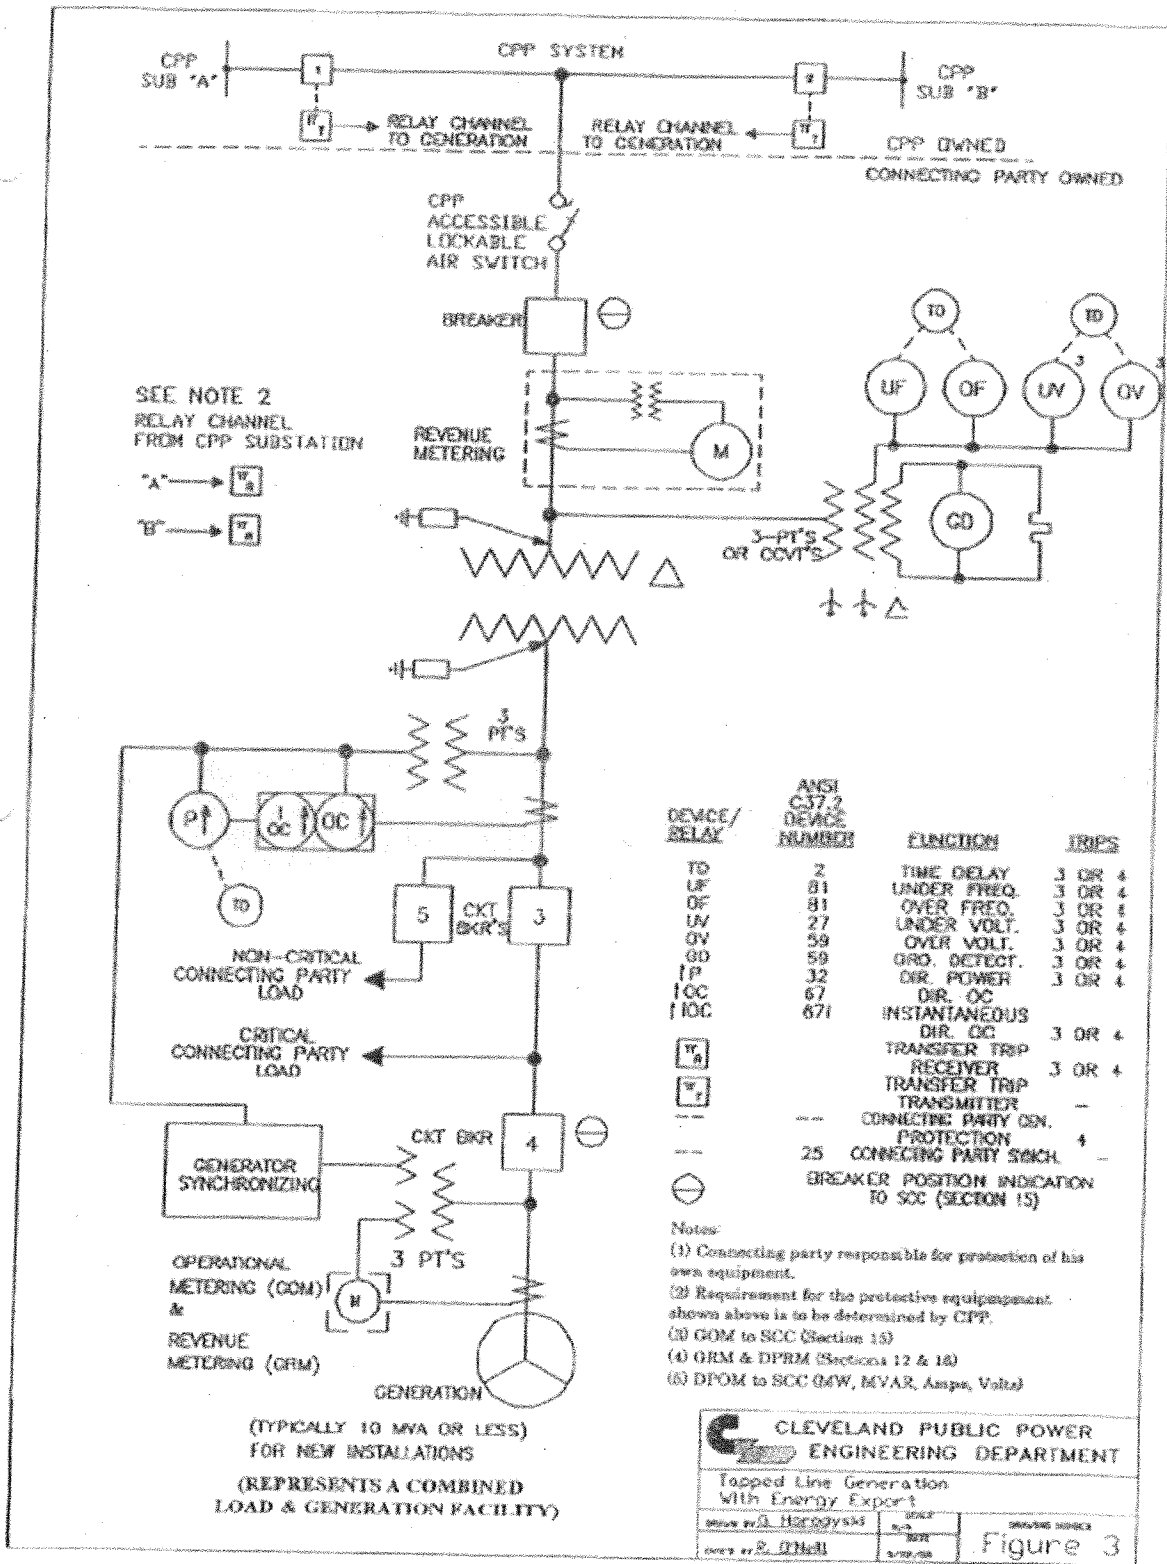 CPP SYSTEM
CPP
SUB "A"
1
2
CPP
SUB "B"
RELAY CHANNEL
TO GENERATION
RELAY CHANNEL
TO GENERATION
CPP OWNED
CONNECTING PARTY OWNED
CPP
ACCESSIBLE
LOCKABLE
AIR SWITCH
BREAKER
TD
TD
UF
OF
UV
3
OV
3
SEE NOTE 2
RELAY CHANNEL
FROM CPP SUBSTATION
"A"
"B"
REVENUE
METERING
M
GD
3-PT'S
OR CCVT'S
3
PT'S
P
I
OC
OC
TD
5
CKT
BKR'S
3
NON-CRITICAL
CONNECTING PARTY
LOAD
CRITICAL
CONNECTING PARTY
LOAD
CKT BKR
4
GENERATOR
SYNCHRONIZING
3 PT'S
OPERATIONAL
METERING (GOM)
&
REVENUE
METERING (GRM)
M
GENERATION
(TYPICALLY 10 MVA OR LESS)
FOR NEW INSTALLATIONS
(REPRESENTS A COMBINED
LOAD & GENERATION FACILITY)
DEVICE/
RELAY
ANSI
C37.2
DEVICE
NUMBER
FUNCTION
TRIPS
TD 2 TIME DELAY 3 OR 4
UF 81 UNDER FREQ. 3 OR 4
OF 81 OVER FREQ. 3 OR 4
UV 27 UNDER VOLT. 3 OR 4
OV 59 OVER VOLT. 3 OR 4
GD 59 GRD. DETECT. 3 OR 4
P 32 DIR. POWER 3 OR 4
OC 67 DIR. OC
IOC 67I INSTANTANEOUS
DIR. OC 3 OR 4
TRANSFER TRIP
RECEIVER 3 OR 4
TRANSFER TRIP
TRANSMITTER -
-- -- CONNECTING PARTY GEN.
PROTECTION 4
-- 25 CONNECTING PARTY SYNCH. -
BREAKER POSITION INDICATION
TO SCC (SECTION 15)
Notes:
(1) Connecting party responsible for protection of his
own equipment.
(2) Requirement for the protective equipmpment
shown above is to be determined by CPP.
(3) GOM to SCC (Section 15)
(4) GRM & DPRM (Sections 12 & 16)
(5) DPOM to SCC (MW, MVAR, Amps, Volts)
CLEVELAND PUBLIC POWER
ENGINEERING DEPARTMENT
Tapped Line Generation
With Energy Export
SCALE
DATE
DRAWING NUMBER
Figure 3